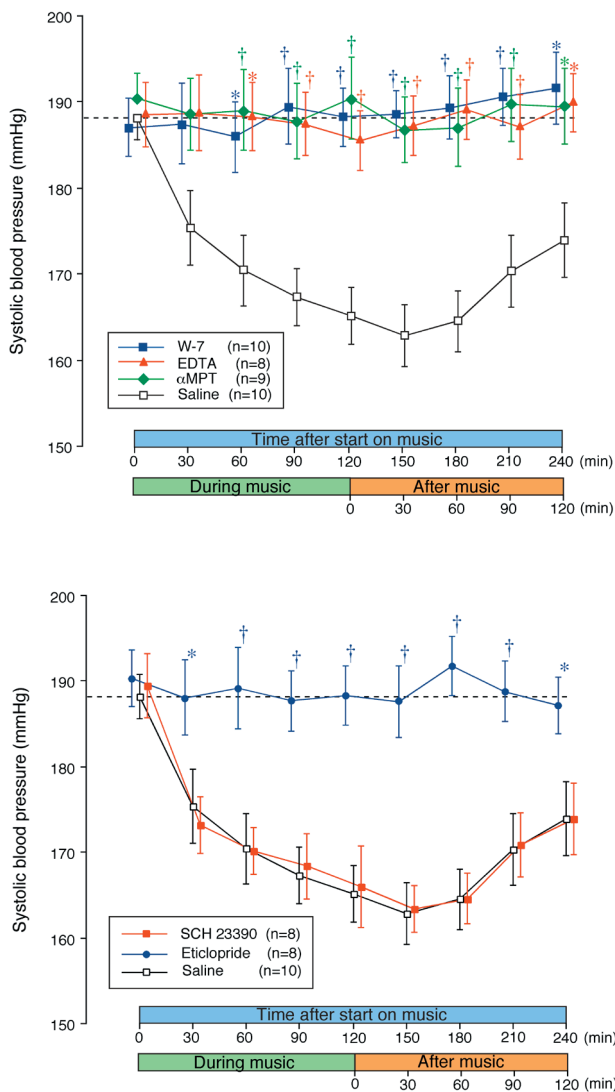 200
190
180
170
160
150
Systolic blood pressure (mmHg)
† † † † † † † *
* * † † † † † † * *
† † † † †
W-7 (n=10)
EDTA (n=8)
αMPT (n=9)
Saline (n=10)
Time after start on music
0 30 60 90 120 150 180 210 240 (min)
During music After music
0 30 60 90 120
(min)
200
190
180
170
160
150
Systolic blood pressure (mmHg)
* † † † † † † *
SCH 23390 (n=8)
Eticlopride (n=8)
Saline (n=10)
Time after start on music
0 30 60 90 120 150 180 210 240 (min)
During music After music
0 30 60 90 120 (min)